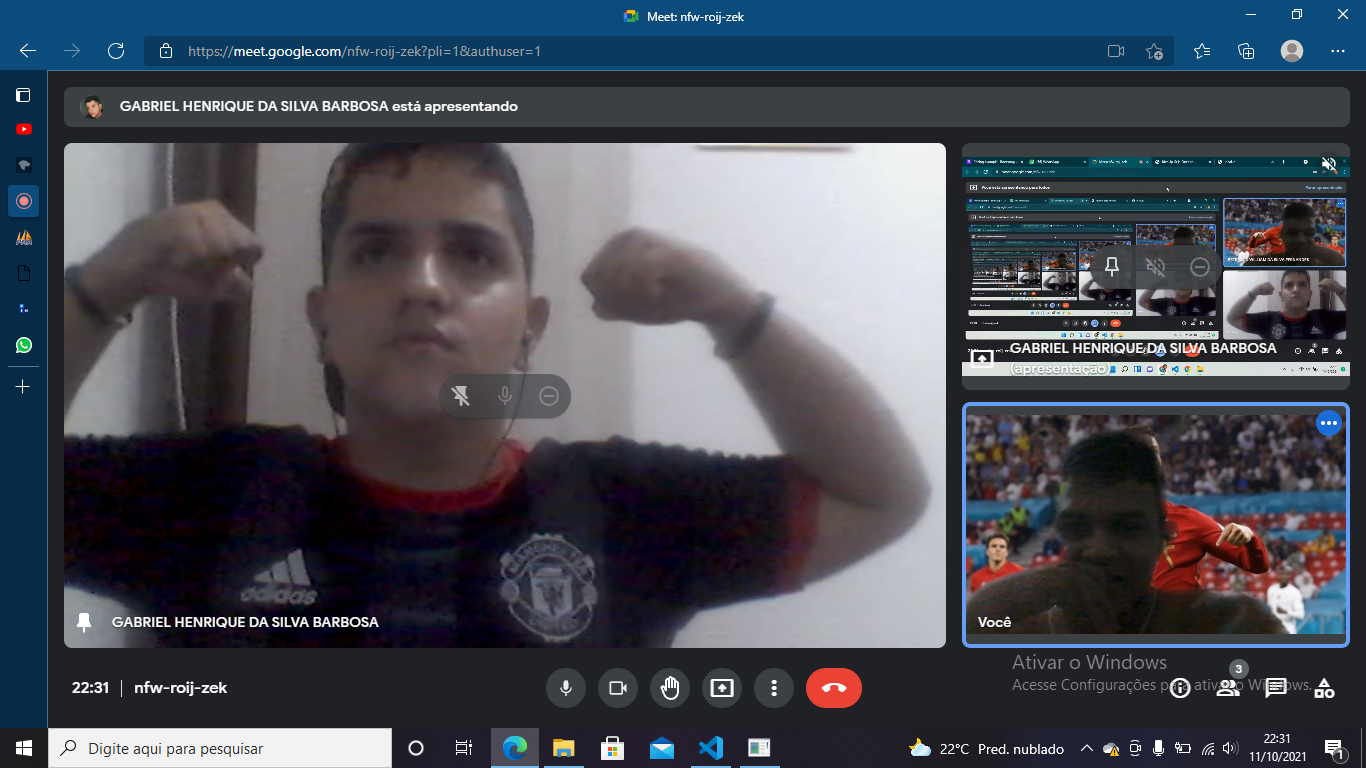 Meet: nfw-roij-zek
https://meet.google.com/nfw-roij-zek?pli=1&authuser=1
GABRIEL HENRIQUE DA SILVA BARBOSA está apresentando
GABRIEL HENRIQUE DA SILVA BARBOSA
(apresentação)
adidas
GABRIEL HENRIQUE DA SILVA BARBOSA
Você
Ativar o Windows
Acesse Configurações para ativar o Windows.
22:31
nfw-roij-zek
3
Digite aqui para pesquisar
22°C Pred. nublado
22:31
11/10/2021
1